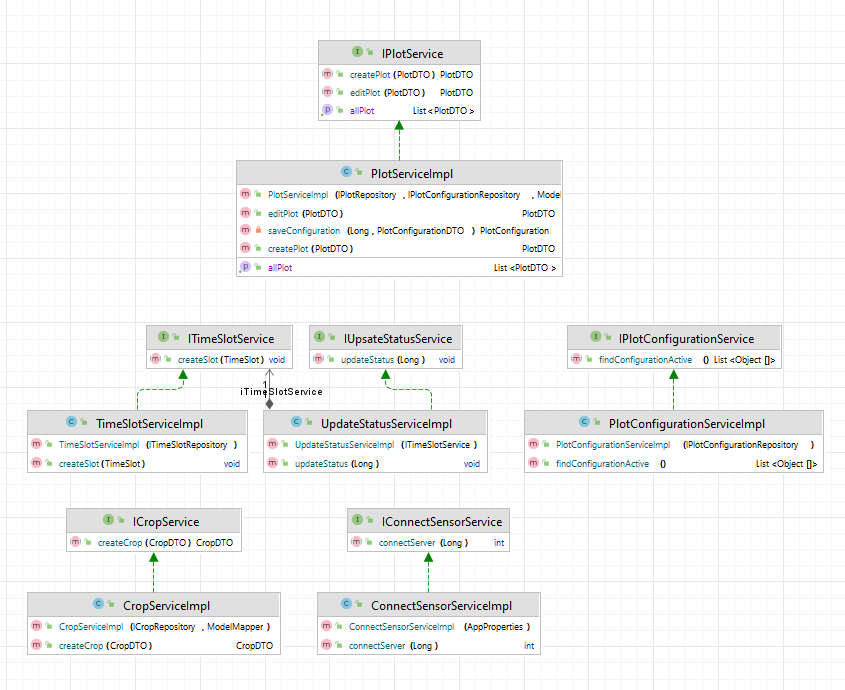 IPlotService
createPlot (PlotDTO) PlotDTO
editPlot (PlotDTO) PlotDTO
allPlot List <PlotDTO >
PlotServiceImpl
PlotServiceImpl (IPlotRepository , IPlotConfigurationRepository , Model
editPlot (PlotDTO) PlotDTO
saveConfiguration (Long , PlotConfigurationDTO ) PlotConfiguration
createPlot (PlotDTO) PlotDTO
allPlot List <PlotDTO >
ITimeSlotService
createSlot (TimeSlot) void
IUpsateStatusService
updateStatus (Long ) void
IPlotConfigurationService
findConfigurationActive () List <Object []>
1
iTimeSlotService
TimeSlotServiceImpl
TimeSlotServiceImpl (ITimeSlotRepository )
createSlot (TimeSlot) void
UpdateStatusServiceImpl
UpdateStatusServiceImpl (ITimeSlotService )
updateStatus (Long ) void
PlotConfigurationServiceImpl
PlotConfigurationServiceImpl (IPlotConfigurationRepository )
findConfigurationActive () List <Object []>
ICropService
createCrop (CropDTO) CropDTO
IConnectSensorService
connectServer (Long ) int
CropServiceImpl
CropServiceImpl (ICropRepository , ModelMapper )
createCrop (CropDTO) CropDTO
ConnectSensorServiceImpl
ConnectSensorServiceImpl (AppProperties )
connectServer (Long ) int